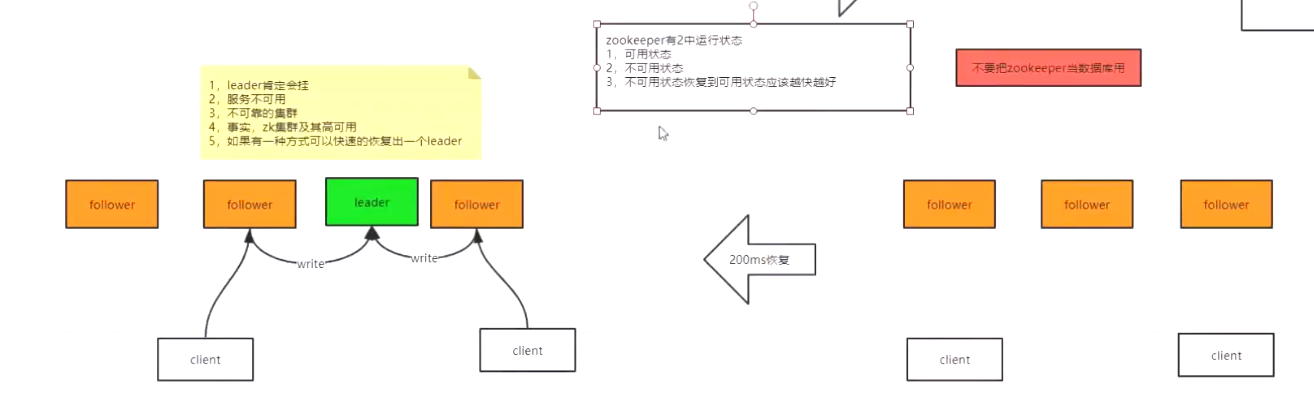 zookeeper有2中运行状态
1，可用状态
2，不可用状态
3，不可用状态恢复到可用状态应该越快越好
不要把zookeeper当数据库用
1，leader肯定会挂
2，服务不可用
3，不可靠的集群
4，事实，zk集群及其高可用
5，如果有一种方式可以快速的恢复出一个leader
follower
follower
leader
follower
follower
follower
follower
write
write
200ms恢复
client
client
client
client